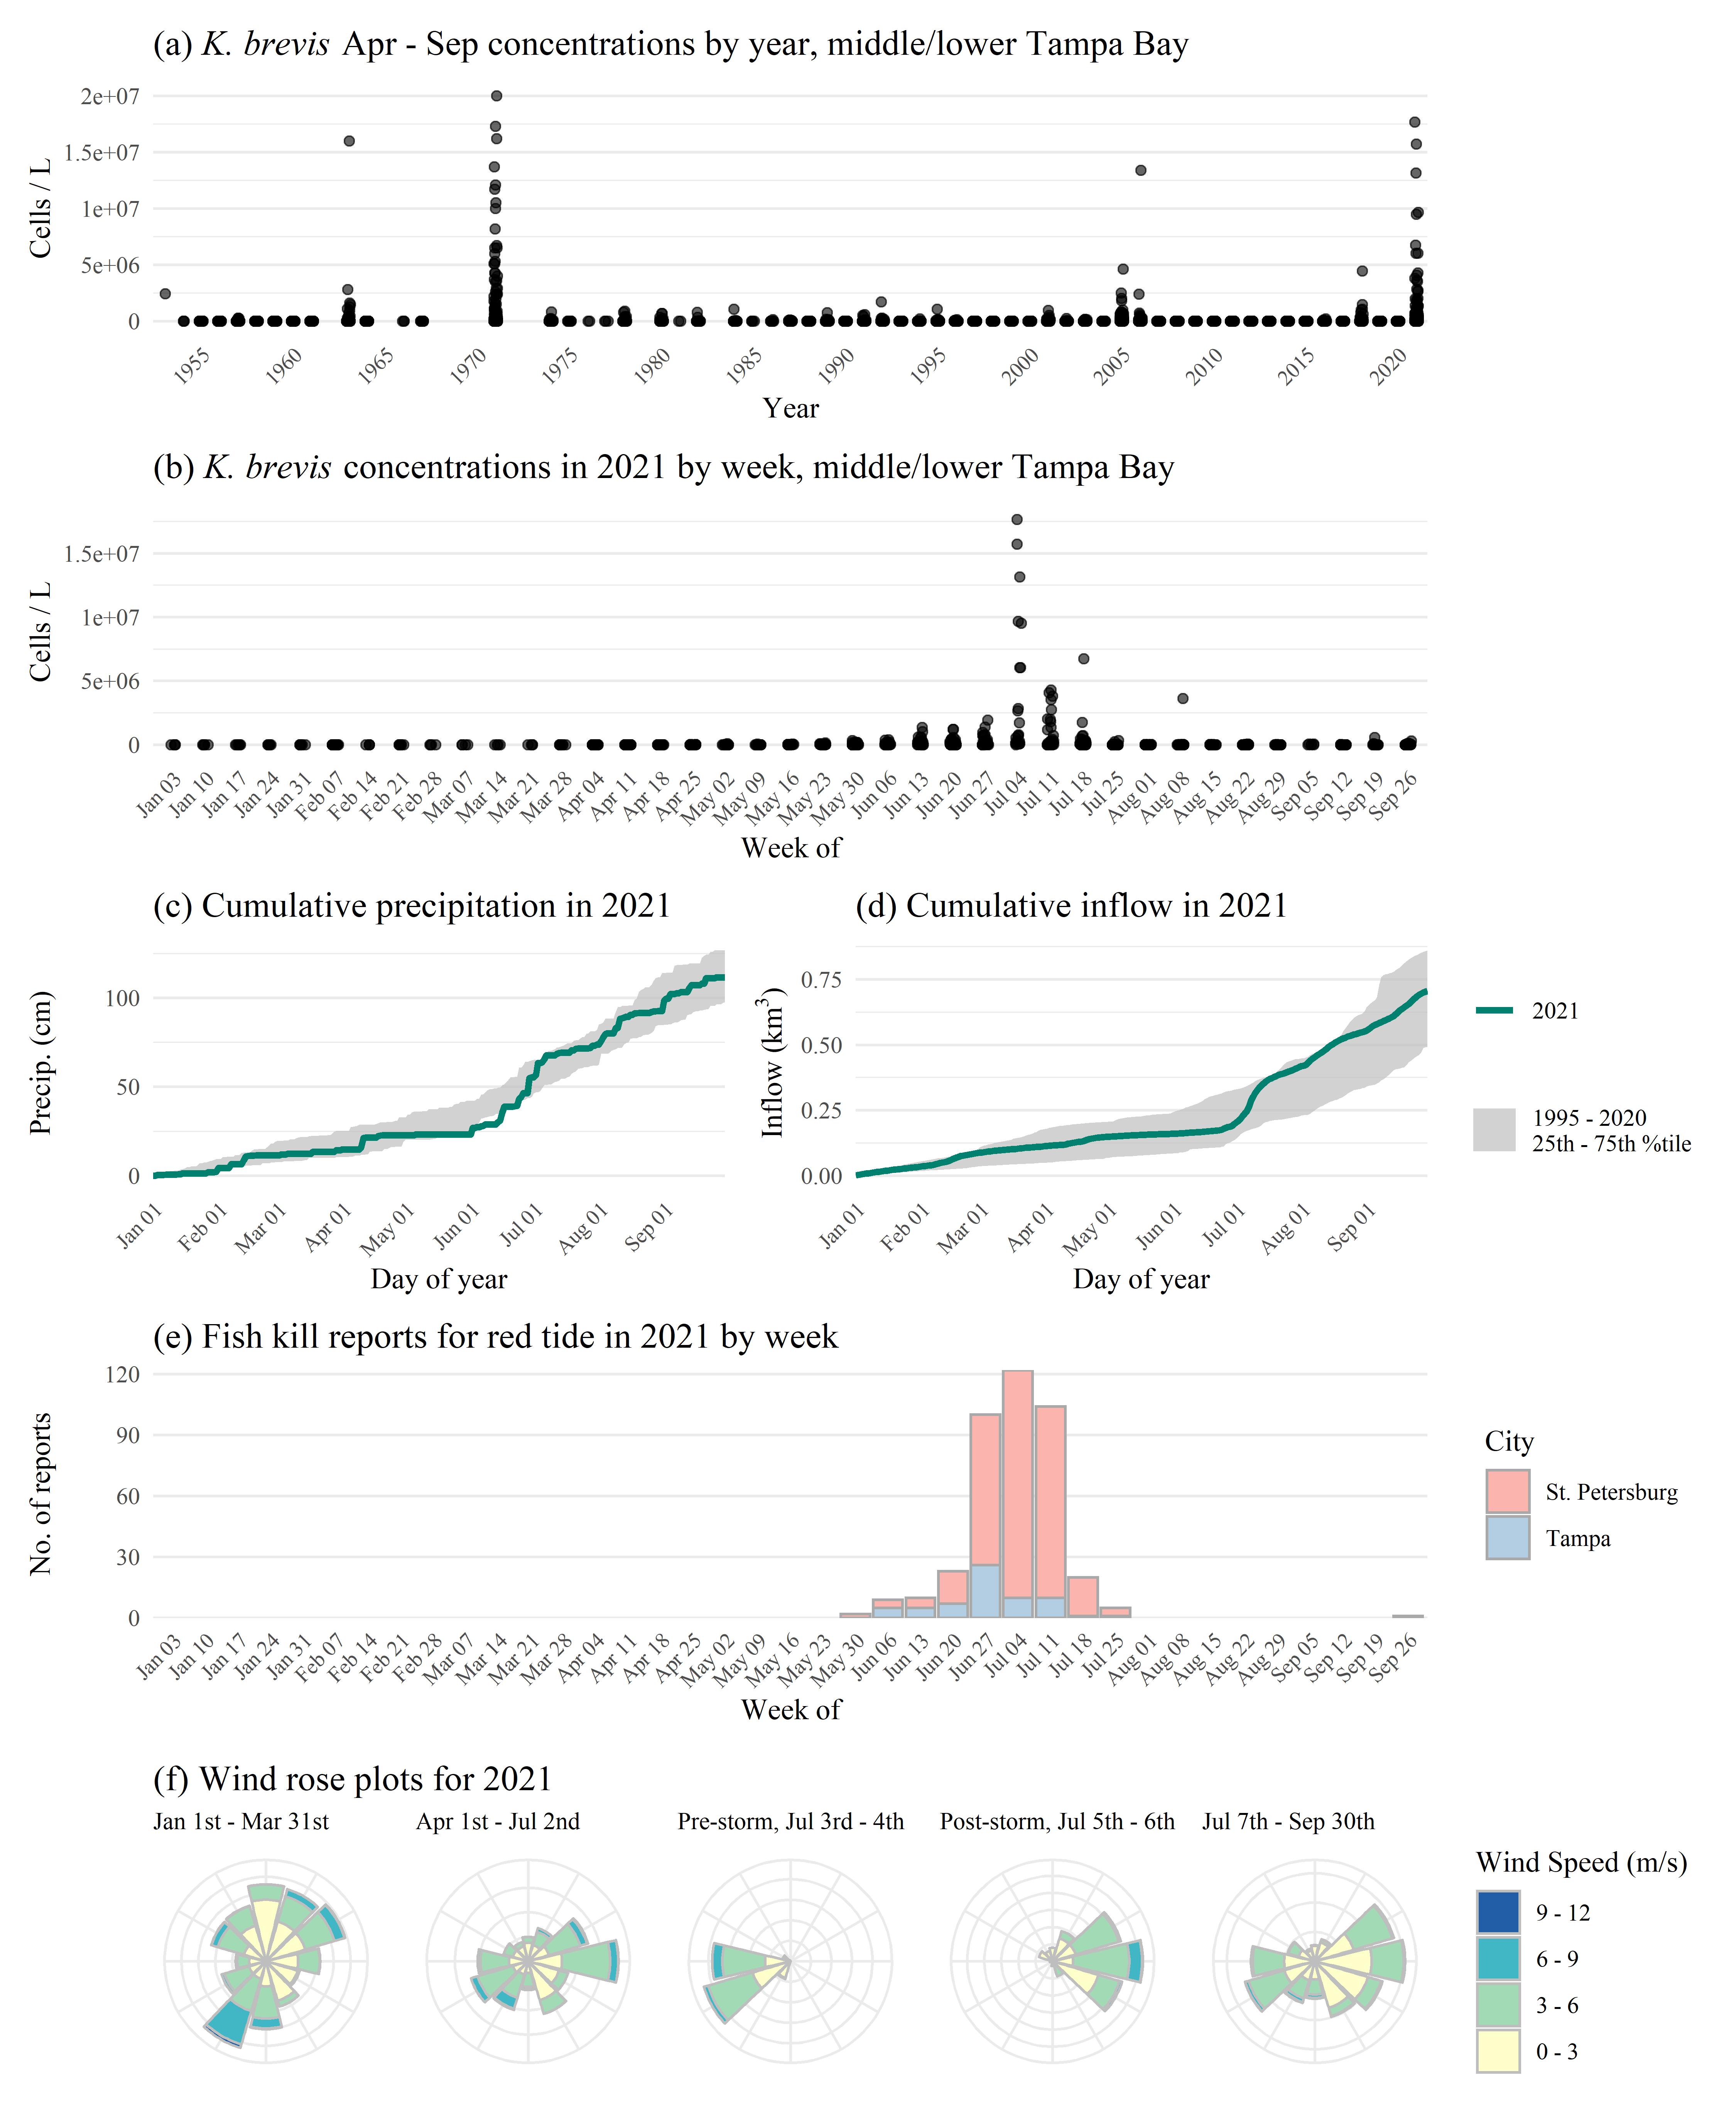 (a) K. brevis Apr - Sep concentrations by year, middle/lower Tampa Bay
Cells / L
2e+07
1.5e+07
1e+07
5e+06
0
1955 1960 1965 1970 1975 1980 1985 1990 1995 2000 2005 2010 2015 2020
Year
(b) K. brevis concentrations in 2021 by week, middle/lower Tampa Bay
Cells / L
1.5e+07
1e+07
5e+06
0
Jan 03 Jan 10 Jan 17 Jan 24 Jan 31 Feb 07 Feb 14 Feb 21 Feb 28 Mar 07 Mar 14 Mar 21 Mar 28 Apr 04 Apr 11 Apr 18 Apr 25 May 02 May 09 May 16 May 23 May 30 Jun 06 Jun 13 Jun 20 Jun 27 Jul 04 Jul 11 Jul 18 Jul 25 Aug 01 Aug 08 Aug 15 Aug 22 Aug 29 Sep 05 Sep 12 Sep 19 Sep 26
Week of
(c) Cumulative precipitation in 2021
Precip. (cm)
100
50
0
Jan 01 Feb 01 Mar 01 Apr 01 May 01 Jun 01 Jul 01 Aug 01 Sep 01
Day of year
(d) Cumulative inflow in 2021
Inflow (km³)
0.75
0.50
0.25
0.00
Jan 01 Feb 01 Mar 01 Apr 01 May 01 Jun 01 Jul 01 Aug 01 Sep 01
Day of year
2021
1995 - 2020
25th - 75th %tile
(e) Fish kill reports for red tide in 2021 by week
No. of reports
120
90
60
30
0
Jan 03 Jan 10 Jan 17 Jan 24 Jan 31 Feb 07 Feb 14 Feb 21 Feb 28 Mar 07 Mar 14 Mar 21 Mar 28 Apr 04 Apr 11 Apr 18 Apr 25 May 02 May 09 May 16 May 23 May 30 Jun 06 Jun 13 Jun 20 Jun 27 Jul 04 Jul 11 Jul 18 Jul 25 Aug 01 Aug 08 Aug 15 Aug 22 Aug 29 Sep 05 Sep 12 Sep 19 Sep 26
Week of
City
St. Petersburg
Tampa
(f) Wind rose plots for 2021
Jan 1st - Mar 31st
Apr 1st - Jul 2nd
Pre-storm, Jul 3rd - 4th
Post-storm, Jul 5th - 6th
Jul 7th - Sep 30th
Wind Speed (m/s)
9 - 12
6 - 9
3 - 6
0 - 3